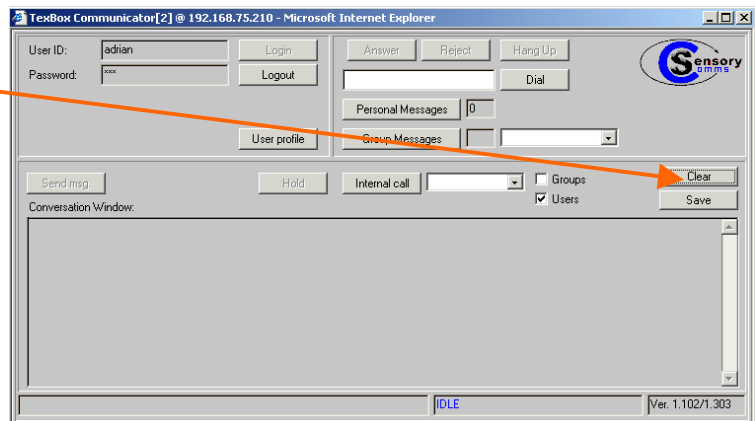 TexBox Communicator[2] @ 192.168.75.210 - Microsoft Internet Explorer
User ID: adrian Login
Password: *** Logout
User profile
Answer Reject Hang Up
Dial
Personal Messages 0
Group Messages
Sensory
Comms
Send msg. Hold Internal call Groups Clear
Users Save
Conversation Window:
IDLE Ver. 1.102/1.303